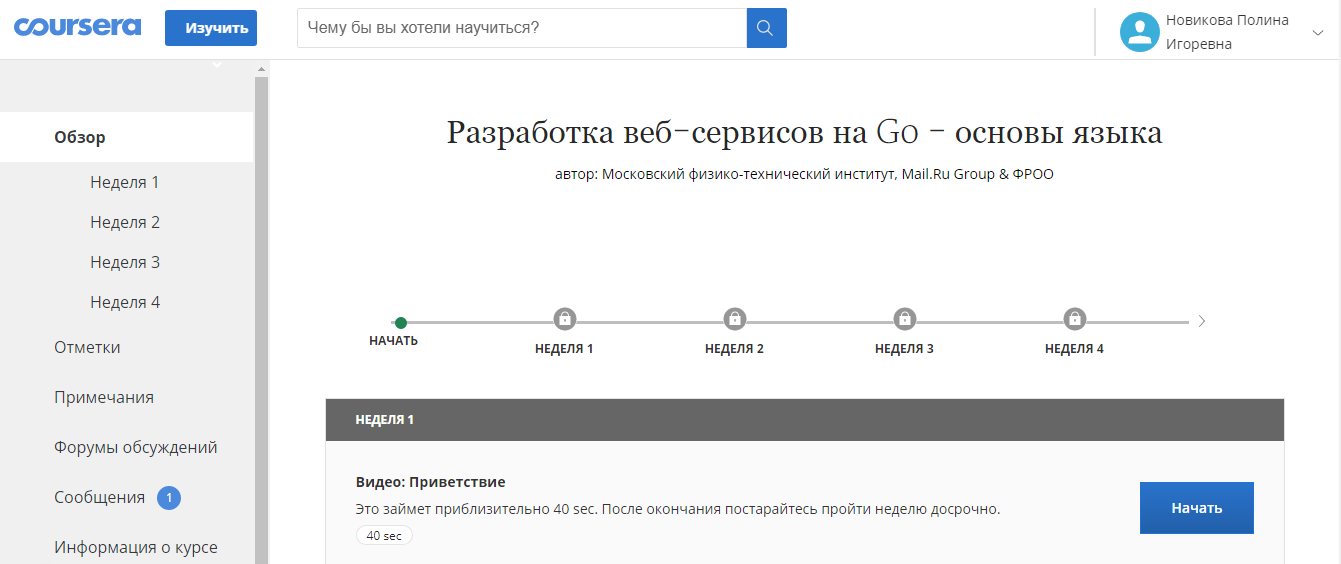 coursera
Изучить
Чему бы вы хотели научиться?
Новикова Полина
Игоревна
Обзор
Неделя 1
Неделя 2
Неделя 3
Неделя 4
Отметки
Примечания
Форумы обсуждений
Сообщения 1
Информация о курсе
Разработка веб-сервисов на Go - основы языка
автор: Московский физико-технический институт, Mail.Ru Group & ФРОО
НАЧАТЬ
НЕДЕЛЯ 1
НЕДЕЛЯ 2
НЕДЕЛЯ 3
НЕДЕЛЯ 4
НЕДЕЛЯ 1
Видео: Приветствие
Это займет приблизительно 40 sec. После окончания постарайтесь пройти неделю досрочно.
40 sec
Начать